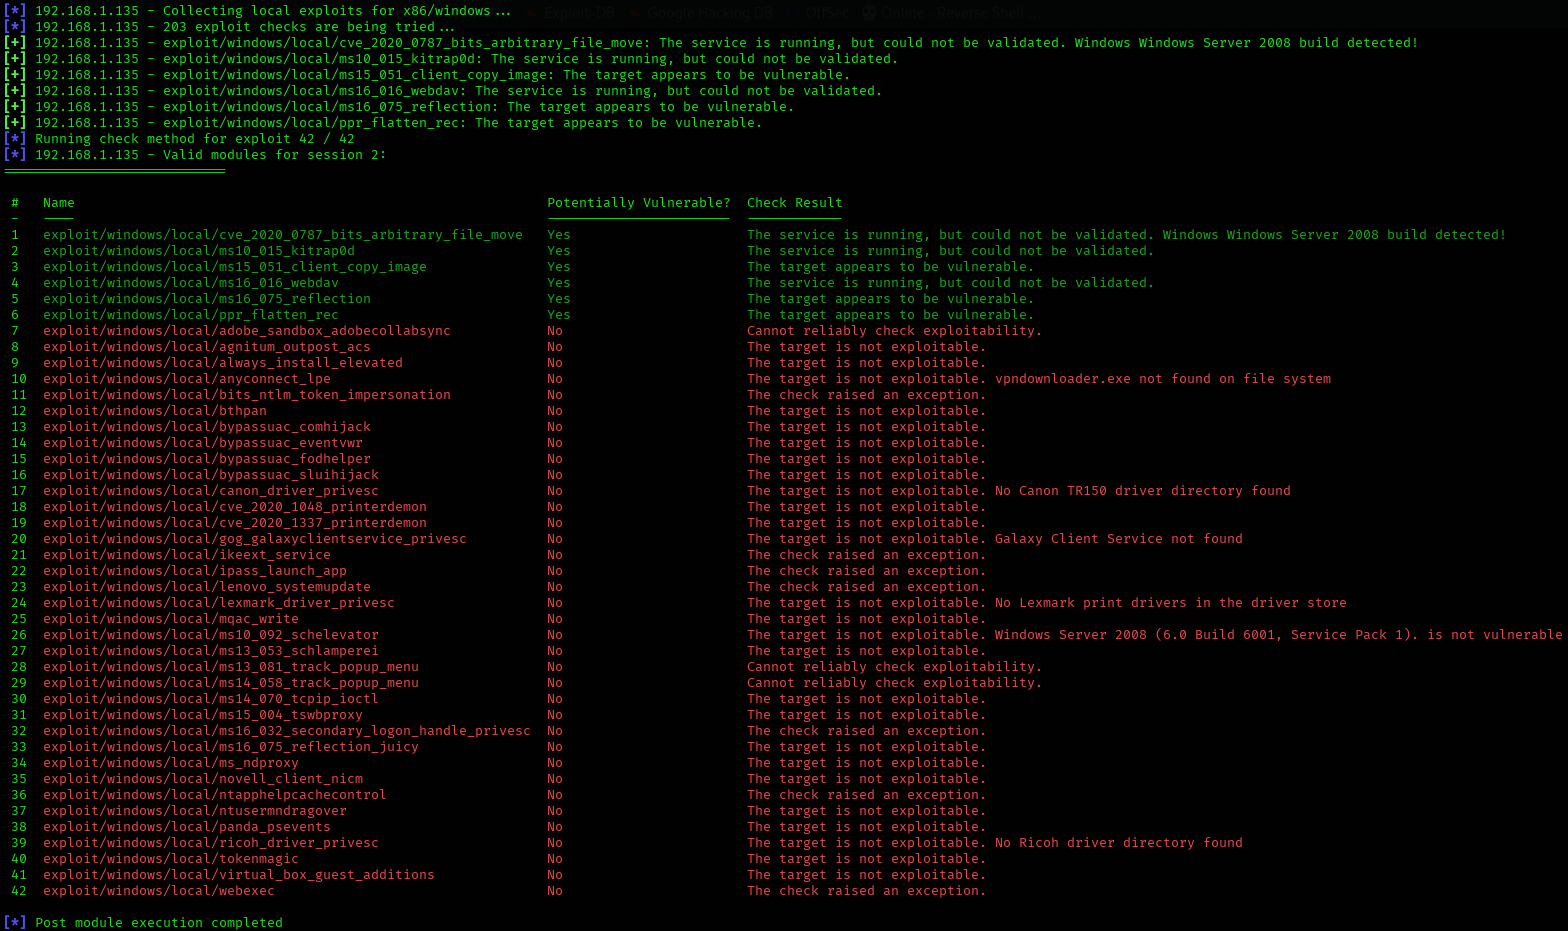 Exploit-DB Google Hacking DB OffSec Online - Reverse Shell
[*] 192.168.1.135 - Collecting local exploits for x86/windows...
[*] 192.168.1.135 - 203 exploit checks are being tried...
[+] 192.168.1.135 - exploit/windows/local/cve_2020_0787_bits_arbitrary_file_move: The service is running, but could not be validated. Windows Windows Server 2008 build detected!
[+] 192.168.1.135 - exploit/windows/local/ms10_015_kitrap0d: The service is running, but could not be validated.
[+] 192.168.1.135 - exploit/windows/local/ms15_051_client_copy_image: The target appears to be vulnerable.
[+] 192.168.1.135 - exploit/windows/local/ms16_016_webdav: The service is running, but could not be validated.
[+] 192.168.1.135 - exploit/windows/local/ms16_075_reflection: The target appears to be vulnerable.
[+] 192.168.1.135 - exploit/windows/local/ppr_flatten_rec: The target appears to be vulnerable.
[*] Running check method for exploit 42 / 42
[*] 192.168.1.135 - Valid modules for session 2:
============================
# Name Potentially Vulnerable? Check Result
- ---- ----------------------- ------------
1 exploit/windows/local/cve_2020_0787_bits_arbitrary_file_move Yes The service is running, but could not be validated. Windows Windows Server 2008 build detected!
2 exploit/windows/local/ms10_015_kitrap0d Yes The service is running, but could not be validated.
3 exploit/windows/local/ms15_051_client_copy_image Yes The target appears to be vulnerable.
4 exploit/windows/local/ms16_016_webdav Yes The service is running, but could not be validated.
5 exploit/windows/local/ms16_075_reflection Yes The target appears to be vulnerable.
6 exploit/windows/local/ppr_flatten_rec Yes The target appears to be vulnerable.
7 exploit/windows/local/adobe_sandbox_adobecollabsync No Cannot reliably check exploitability.
8 exploit/windows/local/agnitum_outpost_acs No The target is not exploitable.
9 exploit/windows/local/always_install_elevated No The target is not exploitable.
10 exploit/windows/local/anyconnect_lpe No The target is not exploitable. vpndownloader.exe not found on file system
11 exploit/windows/local/bits_ntlm_token_impersonation No The check raised an exception.
12 exploit/windows/local/bthpan No The target is not exploitable.
13 exploit/windows/local/bypassuac_comhijack No The target is not exploitable.
14 exploit/windows/local/bypassuac_eventvwr No The target is not exploitable.
15 exploit/windows/local/bypassuac_fodhelper No The target is not exploitable.
16 exploit/windows/local/bypassuac_sluihijack No The target is not exploitable.
17 exploit/windows/local/canon_driver_privesc No The target is not exploitable. No Canon TR150 driver directory found
18 exploit/windows/local/cve_2020_1048_printerdemon No The target is not exploitable.
19 exploit/windows/local/cve_2020_1337_printerdemon No The target is not exploitable.
20 exploit/windows/local/gog_galaxyclientservice_privesc No The target is not exploitable. Galaxy Client Service not found
21 exploit/windows/local/ikeext_service No The check raised an exception.
22 exploit/windows/local/ipass_launch_app No The check raised an exception.
23 exploit/windows/local/lenovo_systemupdate No The check raised an exception.
24 exploit/windows/local/lexmark_driver_privesc No The target is not exploitable. No Lexmark print drivers in the driver store
25 exploit/windows/local/mqac_write No The target is not exploitable.
26 exploit/windows/local/ms10_092_schelevator No The target is not exploitable. Windows Server 2008 (6.0 Build 6001, Service Pack 1). is not vulnerable
27 exploit/windows/local/ms13_053_schlamperei No The target is not exploitable.
28 exploit/windows/local/ms13_081_track_popup_menu No Cannot reliably check exploitability.
29 exploit/windows/local/ms14_058_track_popup_menu No Cannot reliably check exploitability.
30 exploit/windows/local/ms14_070_tcpip_ioctl No The target is not exploitable.
31 exploit/windows/local/ms15_004_tswbproxy No The target is not exploitable.
32 exploit/windows/local/ms16_032_secondary_logon_handle_privesc No The check raised an exception.
33 exploit/windows/local/ms16_075_reflection_juicy No The target is not exploitable.
34 exploit/windows/local/ms_ndproxy No The target is not exploitable.
35 exploit/windows/local/novell_client_nicm No The target is not exploitable.
36 exploit/windows/local/ntapphelpcachecontrol No The check raised an exception.
37 exploit/windows/local/ntusermndragover No The target is not exploitable.
38 exploit/windows/local/panda_psevents No The target is not exploitable.
39 exploit/windows/local/ricoh_driver_privesc No The target is not exploitable. No Ricoh driver directory found
40 exploit/windows/local/tokenmagic No The target is not exploitable.
41 exploit/windows/local/virtual_box_guest_additions No The target is not exploitable.
42 exploit/windows/local/webexec No The check raised an exception.
[*] Post module execution completed